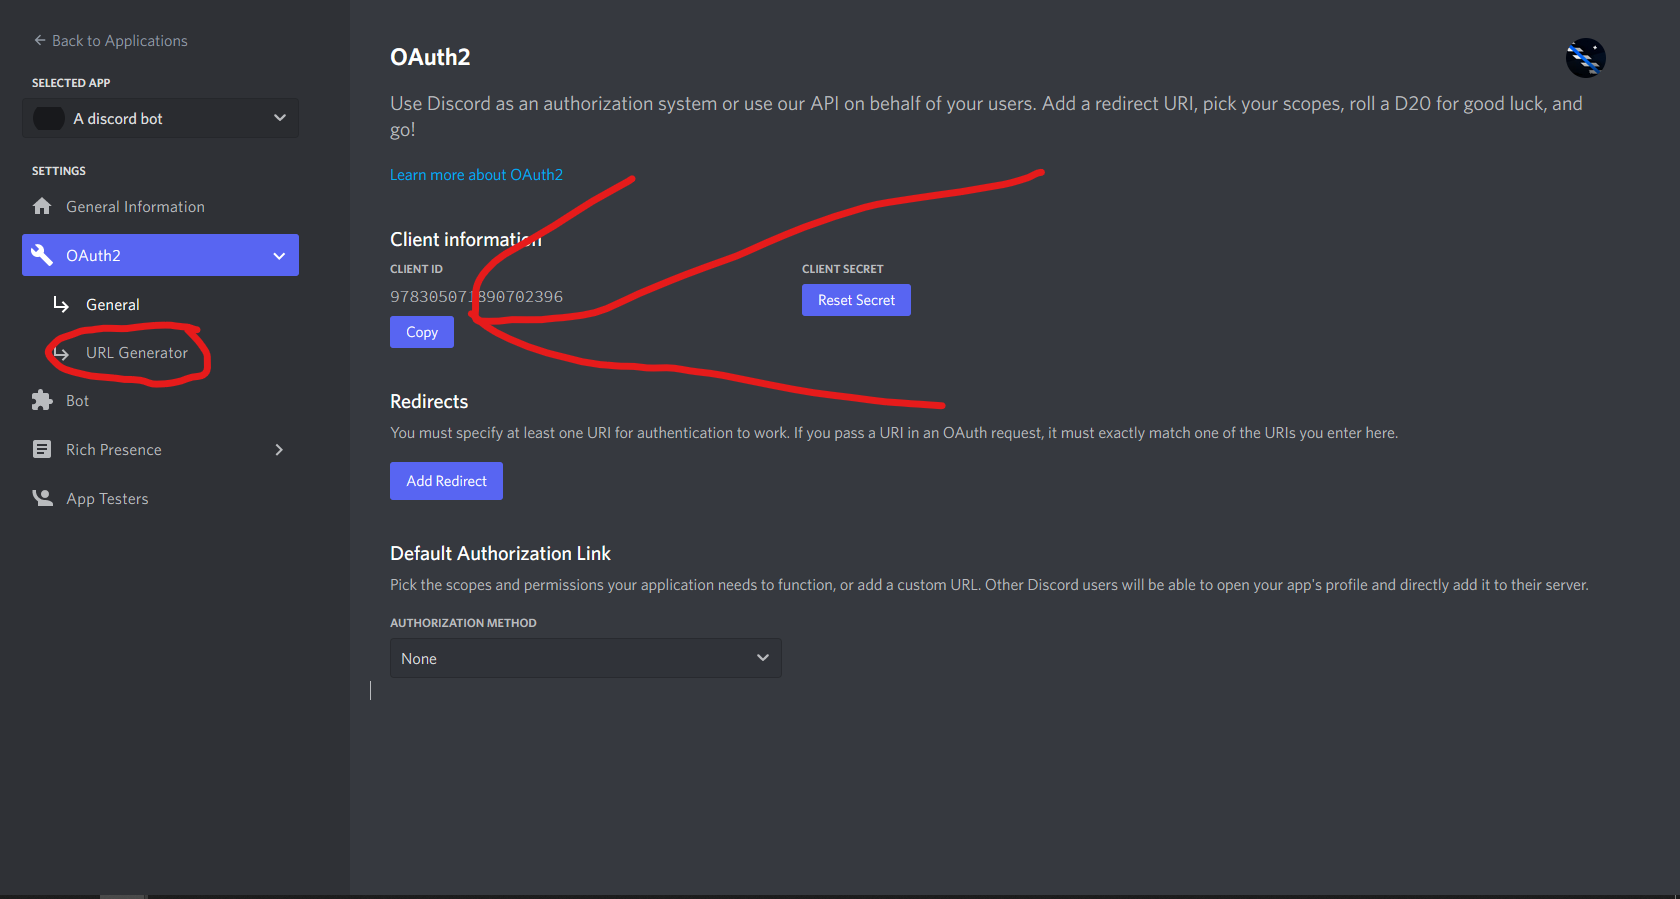 Back to Applications
SELECTED APP
A discord bot
SETTINGS
General Information
OAuth2
General
URL Generator
Bot
Rich Presence
App Testers
OAuth2
Use Discord as an authorization system or use our API on behalf of your users. Add a redirect URI, pick your scopes, roll a D20 for good luck, and
go!
Learn more about OAuth2
Client information
CLIENT ID
978305071890702396
Copy
CLIENT SECRET
Reset Secret
Redirects
You must specify at least one URI for authentication to work. If you pass a URI in an OAuth request, it must exactly match one of the URIs you enter here.
Add Redirect
Default Authorization Link
Pick the scopes and permissions your application needs to function, or add a custom URL. Other Discord users will be able to open your app's profile and directly add it to their server.
AUTHORIZATION METHOD
None